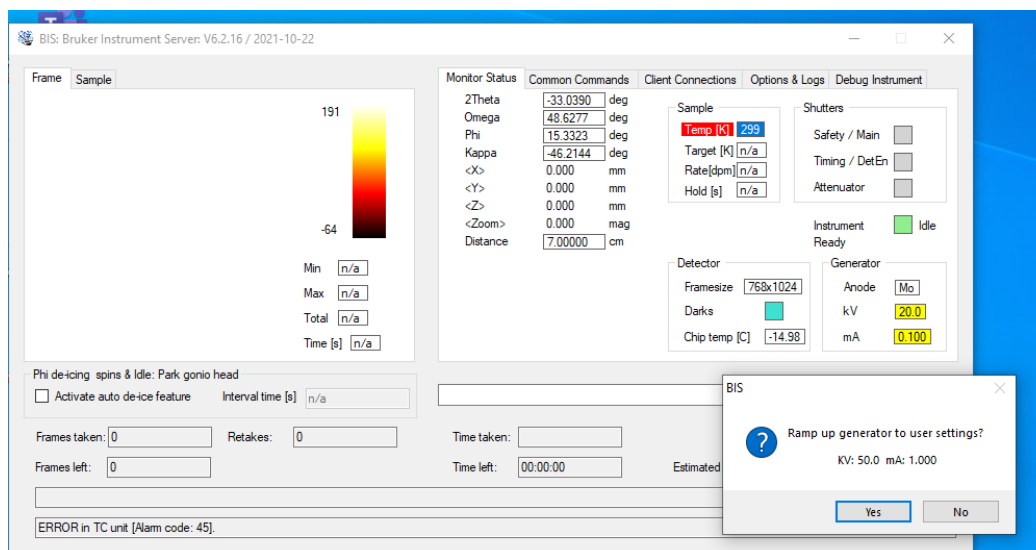 BIS: Bruker Instrument Server: V6.2.16 / 2021-10-22
Frame Sample
191
-64
Min n/a
Max n/a
Total n/a
Time [s] n/a
Monitor Status Common Commands Client Connections Options & Logs Debug Instrument
2Theta -33.0390 deg
Omega 48.6277 deg
Phi 15.3323 deg
Kappa -46.2144 deg
<X> 0.000 mm
<Y> 0.000 mm
<Z> 0.000 mm
<Zoom> 0.000 mag
Distance 7.00000 cm
Sample
Temp [K] 299
Target [K] n/a
Rate[dpm] n/a
Hold [s] n/a
Shutters
Safety / Main
Timing / DetEn
Attenuator
Instrument Idle
Ready
Detector
Framesize 768x1024
Darks
Chip temp [C] -14.98
Generator
Anode Mo
kV 20.0
mA 0.100
Phi de-icing spins & Idle: Park gonio head
Activate auto de-ice feature Interval time [s] n/a
Frames taken: 0 Retakes: 0 Time taken:
Frames left: 0 Time left: 00:00:00 Estimated
ERROR in TC unit [Alarm code: 45].
BIS
Ramp up generator to user settings?
KV: 50.0 mA: 1.000
Yes No